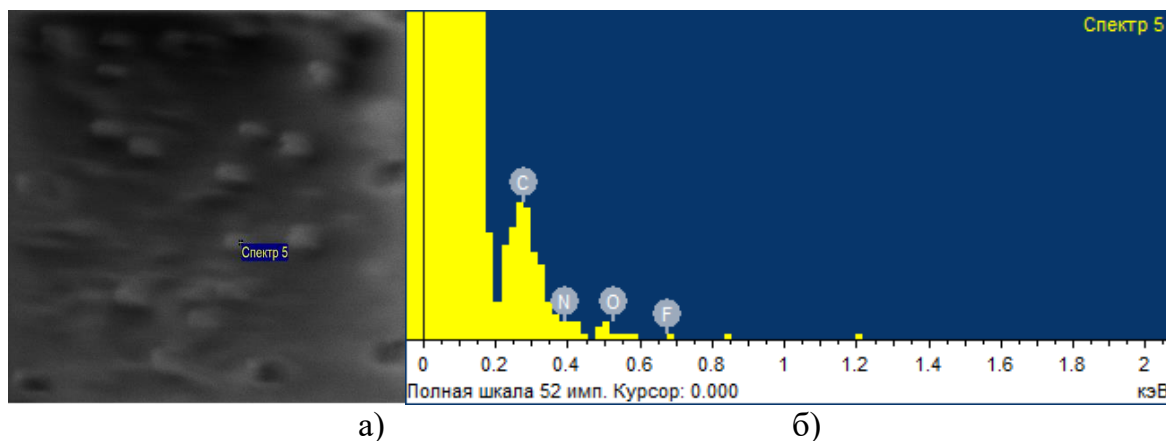 Спектр 5
Спектр 5
C
N O F
0 0.2 0.4 0.6 0.8 1 1.2 1.4 1.6 1.8 2
Полная шкала 52 имп. Курсор: 0.000 кэВ
а) б)